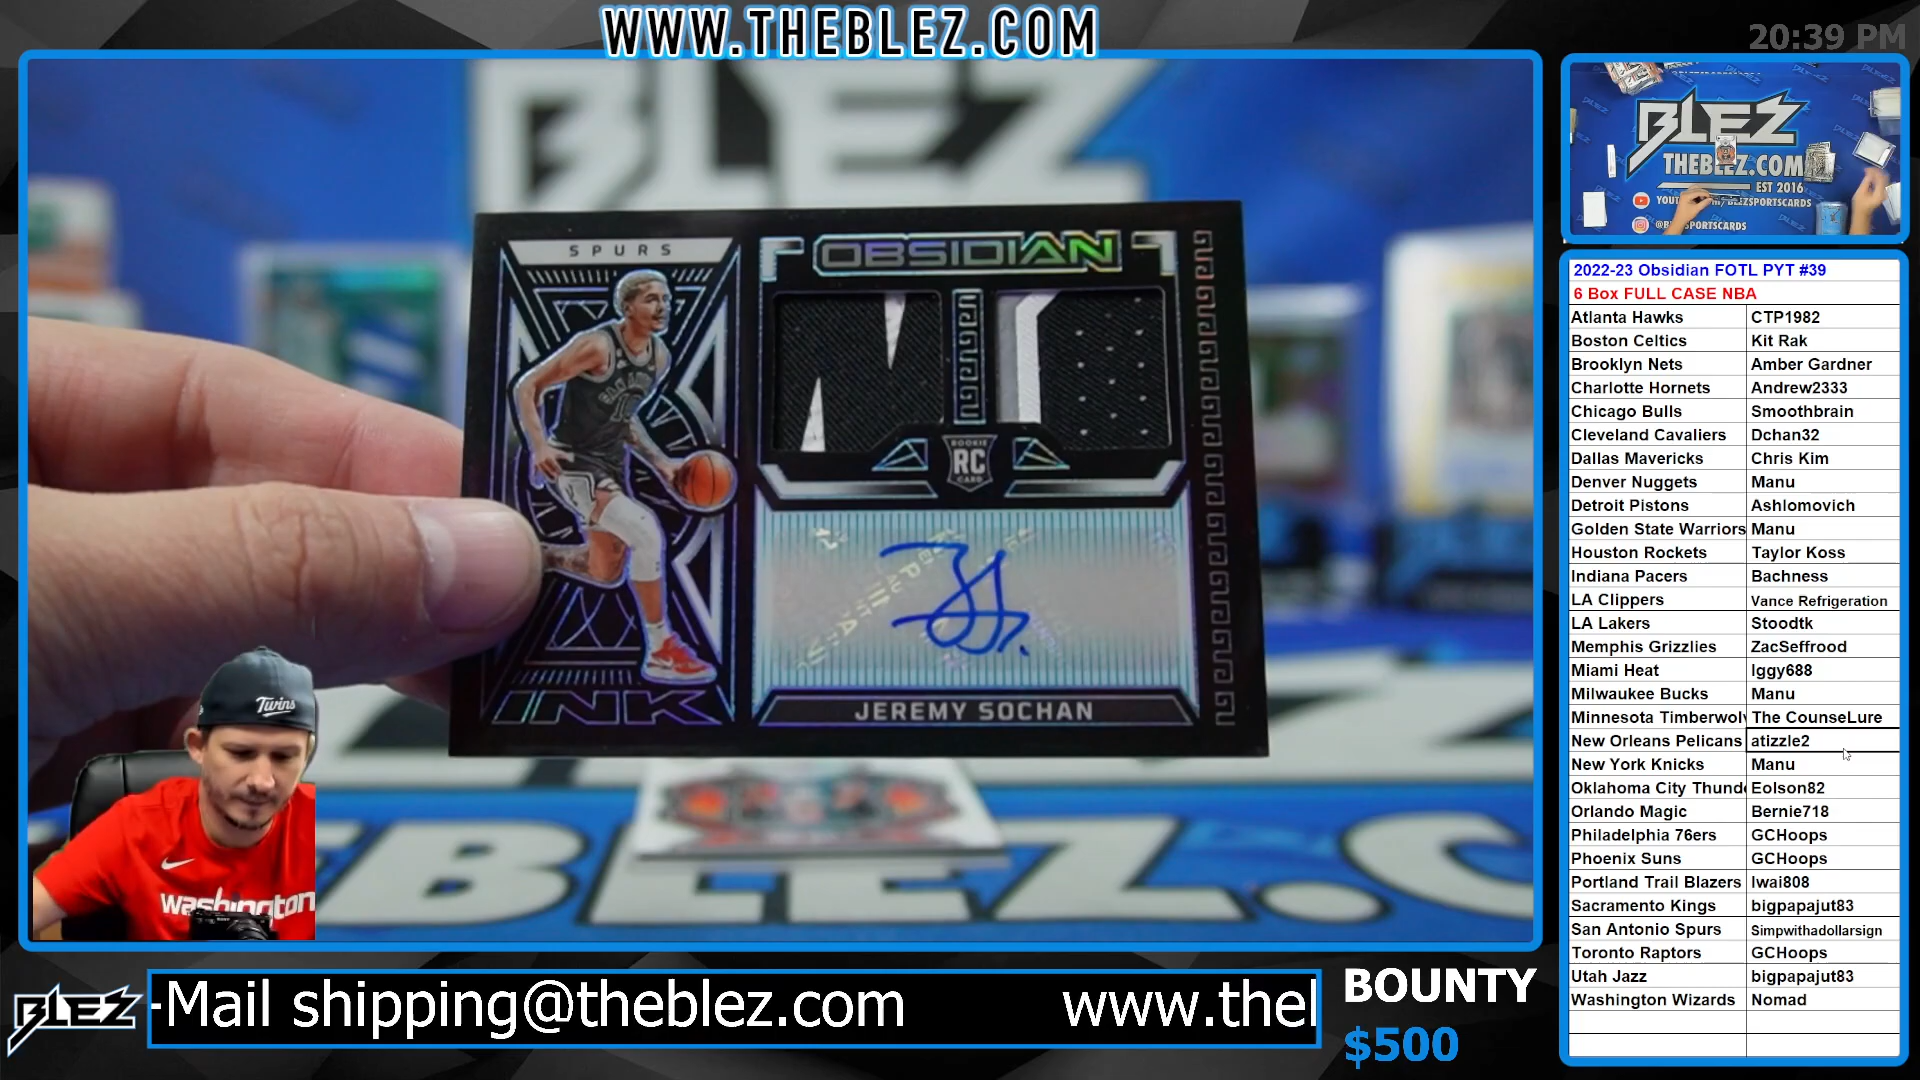 WWW.THEBLEZ.COM
20:39 PM
BLEZ
SPURS
OBSIDIAN
ROOKIE
RC
CARD
INK
JEREMY SOCHAN
Twins
washington
BLEZ
THEBLEZ.COM
EST 2016
2022-23 Obsidian FOTL PYT #39
6 Box FULL CASE NBA
Atlanta Hawks CTP1982
Boston Celtics Kit Rak
Brooklyn Nets Amber Gardner
Charlotte Hornets Andrew2333
Chicago Bulls Smoothbrain
Cleveland Cavaliers Dchan32
Dallas Mavericks Chris Kim
Denver Nuggets Manu
Detroit Pistons Ashlomovich
Golden State Warriors Manu
Houston Rockets Taylor Koss
Indiana Pacers Bachness
LA Clippers Vance Refrigeration
LA Lakers Stoodtk
Memphis Grizzlies ZacSeffrood
Miami Heat Iggy688
Milwaukee Bucks Manu
Minnesota Timberwolv The CounseLure
New Orleans Pelicans atizzle2
New York Knicks Manu
Oklahoma City Thunde Eolson82
Orlando Magic Bernie718
Philadelphia 76ers GCHoops
Phoenix Suns GCHoops
Portland Trail Blazers Iwai808
Sacramento Kings bigpapajut83
San Antonio Spurs Simpwithadollarsign
Toronto Raptors GCHoops
Utah Jazz bigpapajut83
Washington Wizards Nomad
BLEZ
-Mail shipping@theblez.com www.thel
BOUNTY
$500